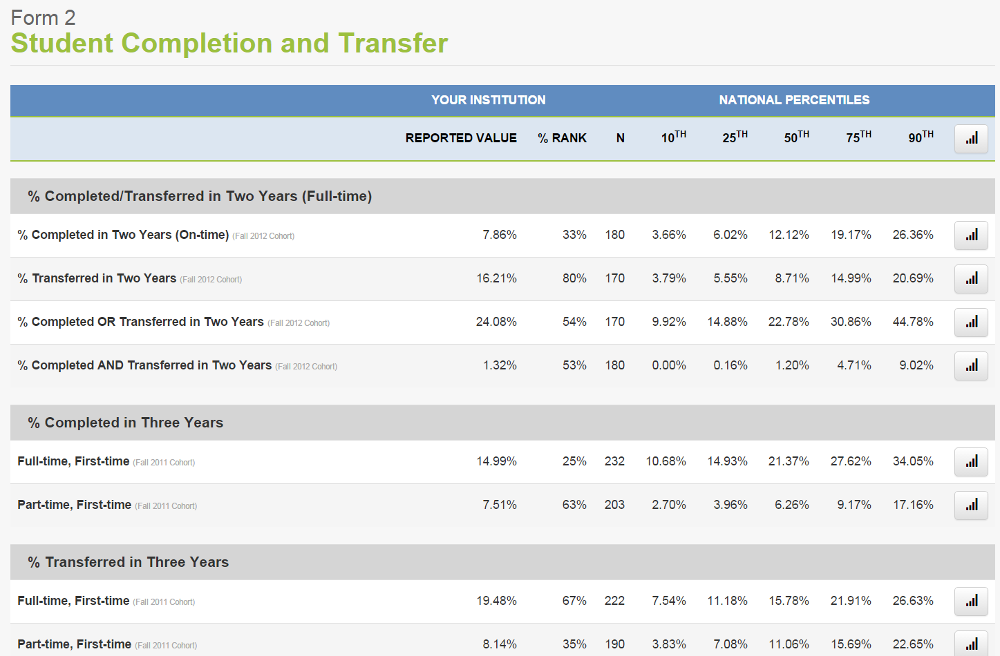 Form 2
Student Completion and Transfer
YOUR INSTITUTION NATIONAL PERCENTILES
REPORTED VALUE % RANK N 10TH 25TH 50TH 75TH 90TH
% Completed/Transferred in Two Years (Full-time)
% Completed in Two Years (On-time) (Fall 2012 Cohort) 7.86% 33% 180 3.66% 6.02% 12.12% 19.17% 26.36%
% Transferred in Two Years (Fall 2012 Cohort) 16.21% 80% 170 3.79% 5.55% 8.71% 14.99% 20.69%
% Completed OR Transferred in Two Years (Fall 2012 Cohort) 24.08% 54% 170 9.92% 14.88% 22.78% 30.86% 44.78%
% Completed AND Transferred in Two Years (Fall 2012 Cohort) 1.32% 53% 180 0.00% 0.16% 1.20% 4.71% 9.02%
% Completed in Three Years
Full-time, First-time (Fall 2011 Cohort) 14.99% 25% 232 10.68% 14.93% 21.37% 27.62% 34.05%
Part-time, First-time (Fall 2011 Cohort) 7.51% 63% 203 2.70% 3.96% 6.26% 9.17% 17.16%
% Transferred in Three Years
Full-time, First-time (Fall 2011 Cohort) 19.48% 67% 222 7.54% 11.18% 15.78% 21.91% 26.63%
Part-time, First-time (Fall 2011 Cohort) 8.14% 35% 190 3.83% 7.08% 11.06% 15.69% 22.65%